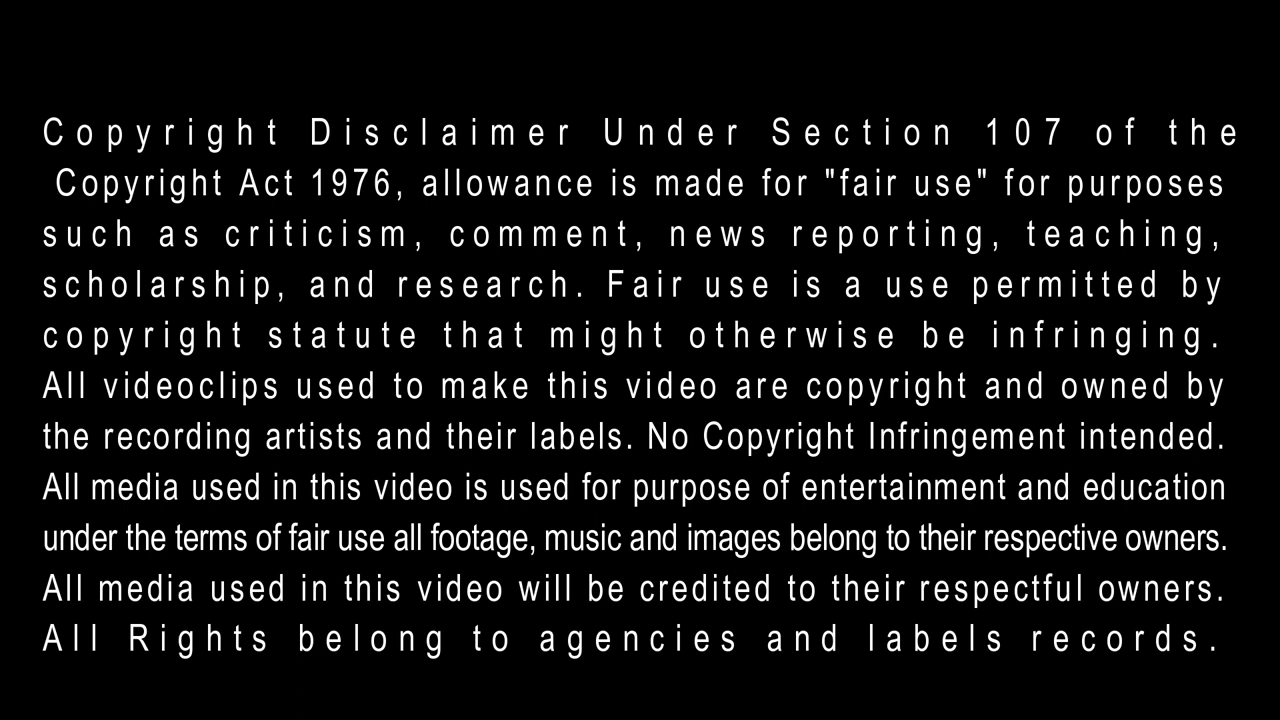 Copyright Disclaimer Under Section 107 of the
Copyright Act 1976, allowance is made for "fair use" for purposes
such as criticism, comment, news reporting, teaching,
scholarship, and research. Fair use is a use permitted by
copyright statute that might otherwise be infringing.
All videoclips used to make this video are copyright and owned by
the recording artists and their labels. No Copyright Infringement intended.
All media used in this video is used for purpose of entertainment and education
under the terms of fair use all footage, music and images belong to their respective owners.
All media used in this video will be credited to their respectful owners.
All Rights belong to agencies and labels records.